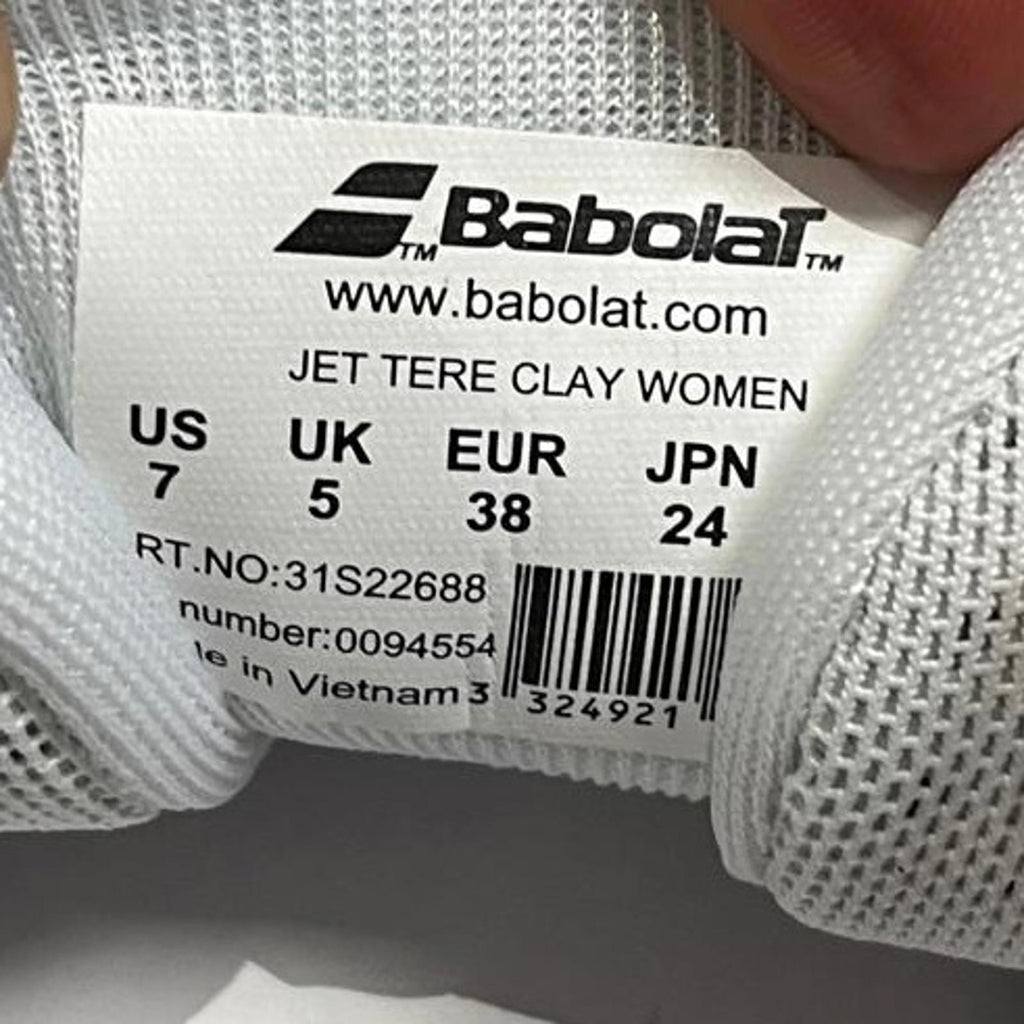 Babolat™
www.babolat.com
JET TERE CLAY WOMEN
US UK EUR JPN
7 5 38 24
RT.NO:31S22688
number:0094554
le in Vietnam
3 324921